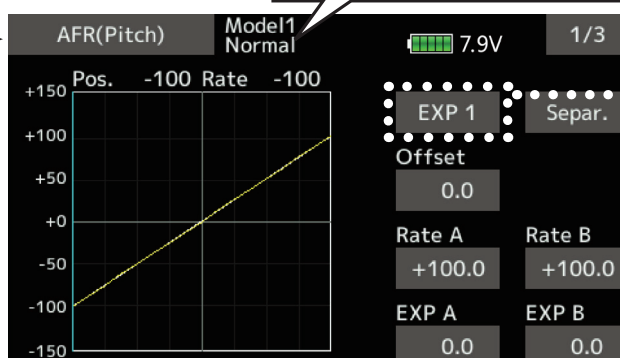 AFR(Pitch)
Model1
Normal
7.9V
1/3
Pos. -100 Rate -100
+150
+100
+50
+0
-50
-100
-150
EXP 1
Separ.
Offset
0.0
Rate A
Rate B
+100.0
+100.0
EXP A
EXP B
0.0
0.0